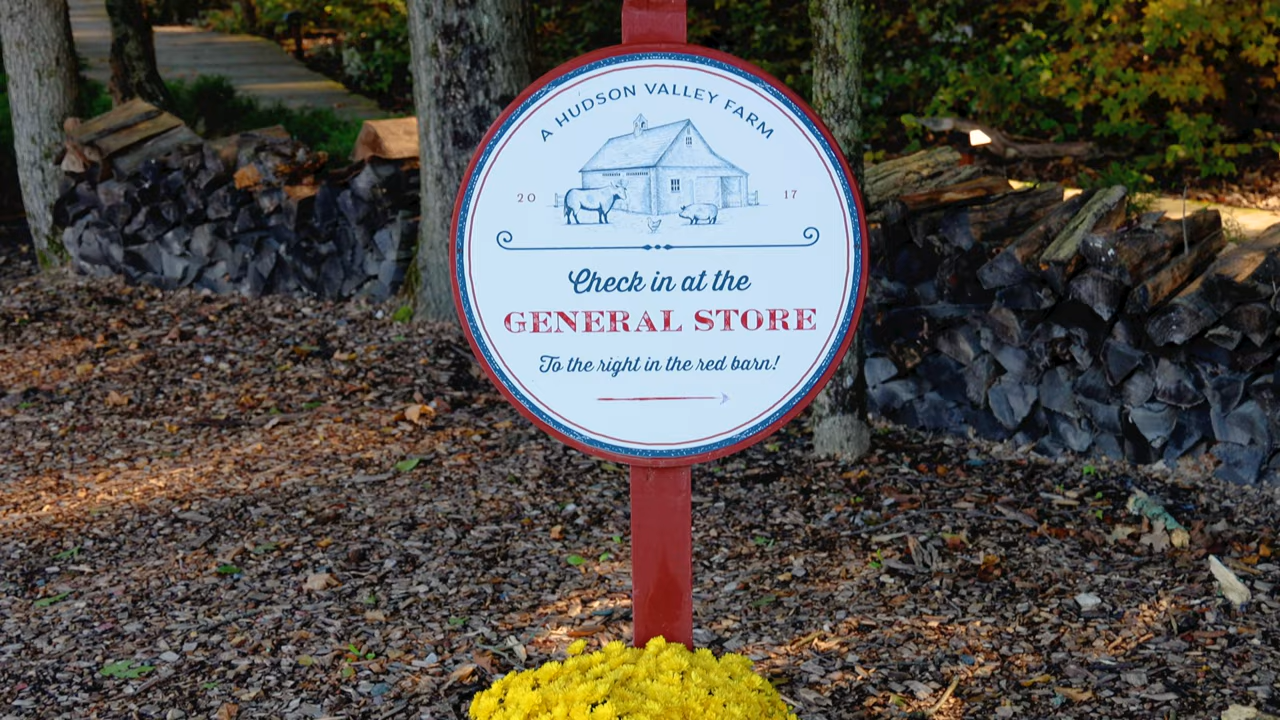 A HUDSON VALLEY FARM
20 17
Check in at the
GENERAL STORE
To the right in the red barn!